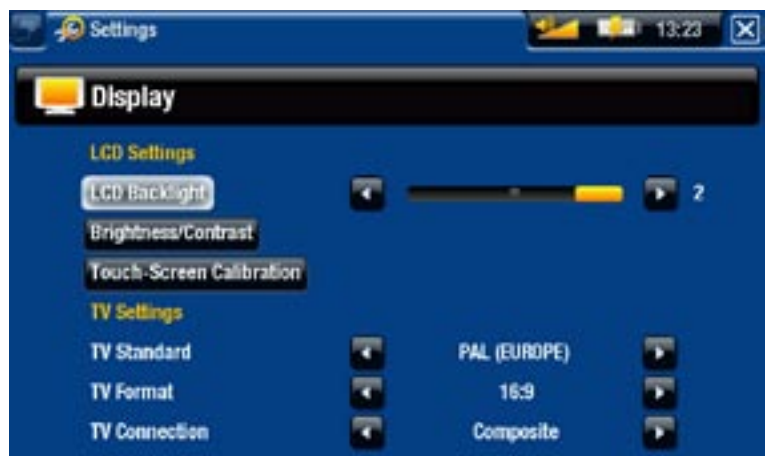 Settings 13:23
Display
LCD Settings
LCD Backlight 2
Brightness/Contrast
Touch-Screen Calibration
TV Settings
TV Standard PAL (EUROPE)
TV Format 16:9
TV Connection Composite